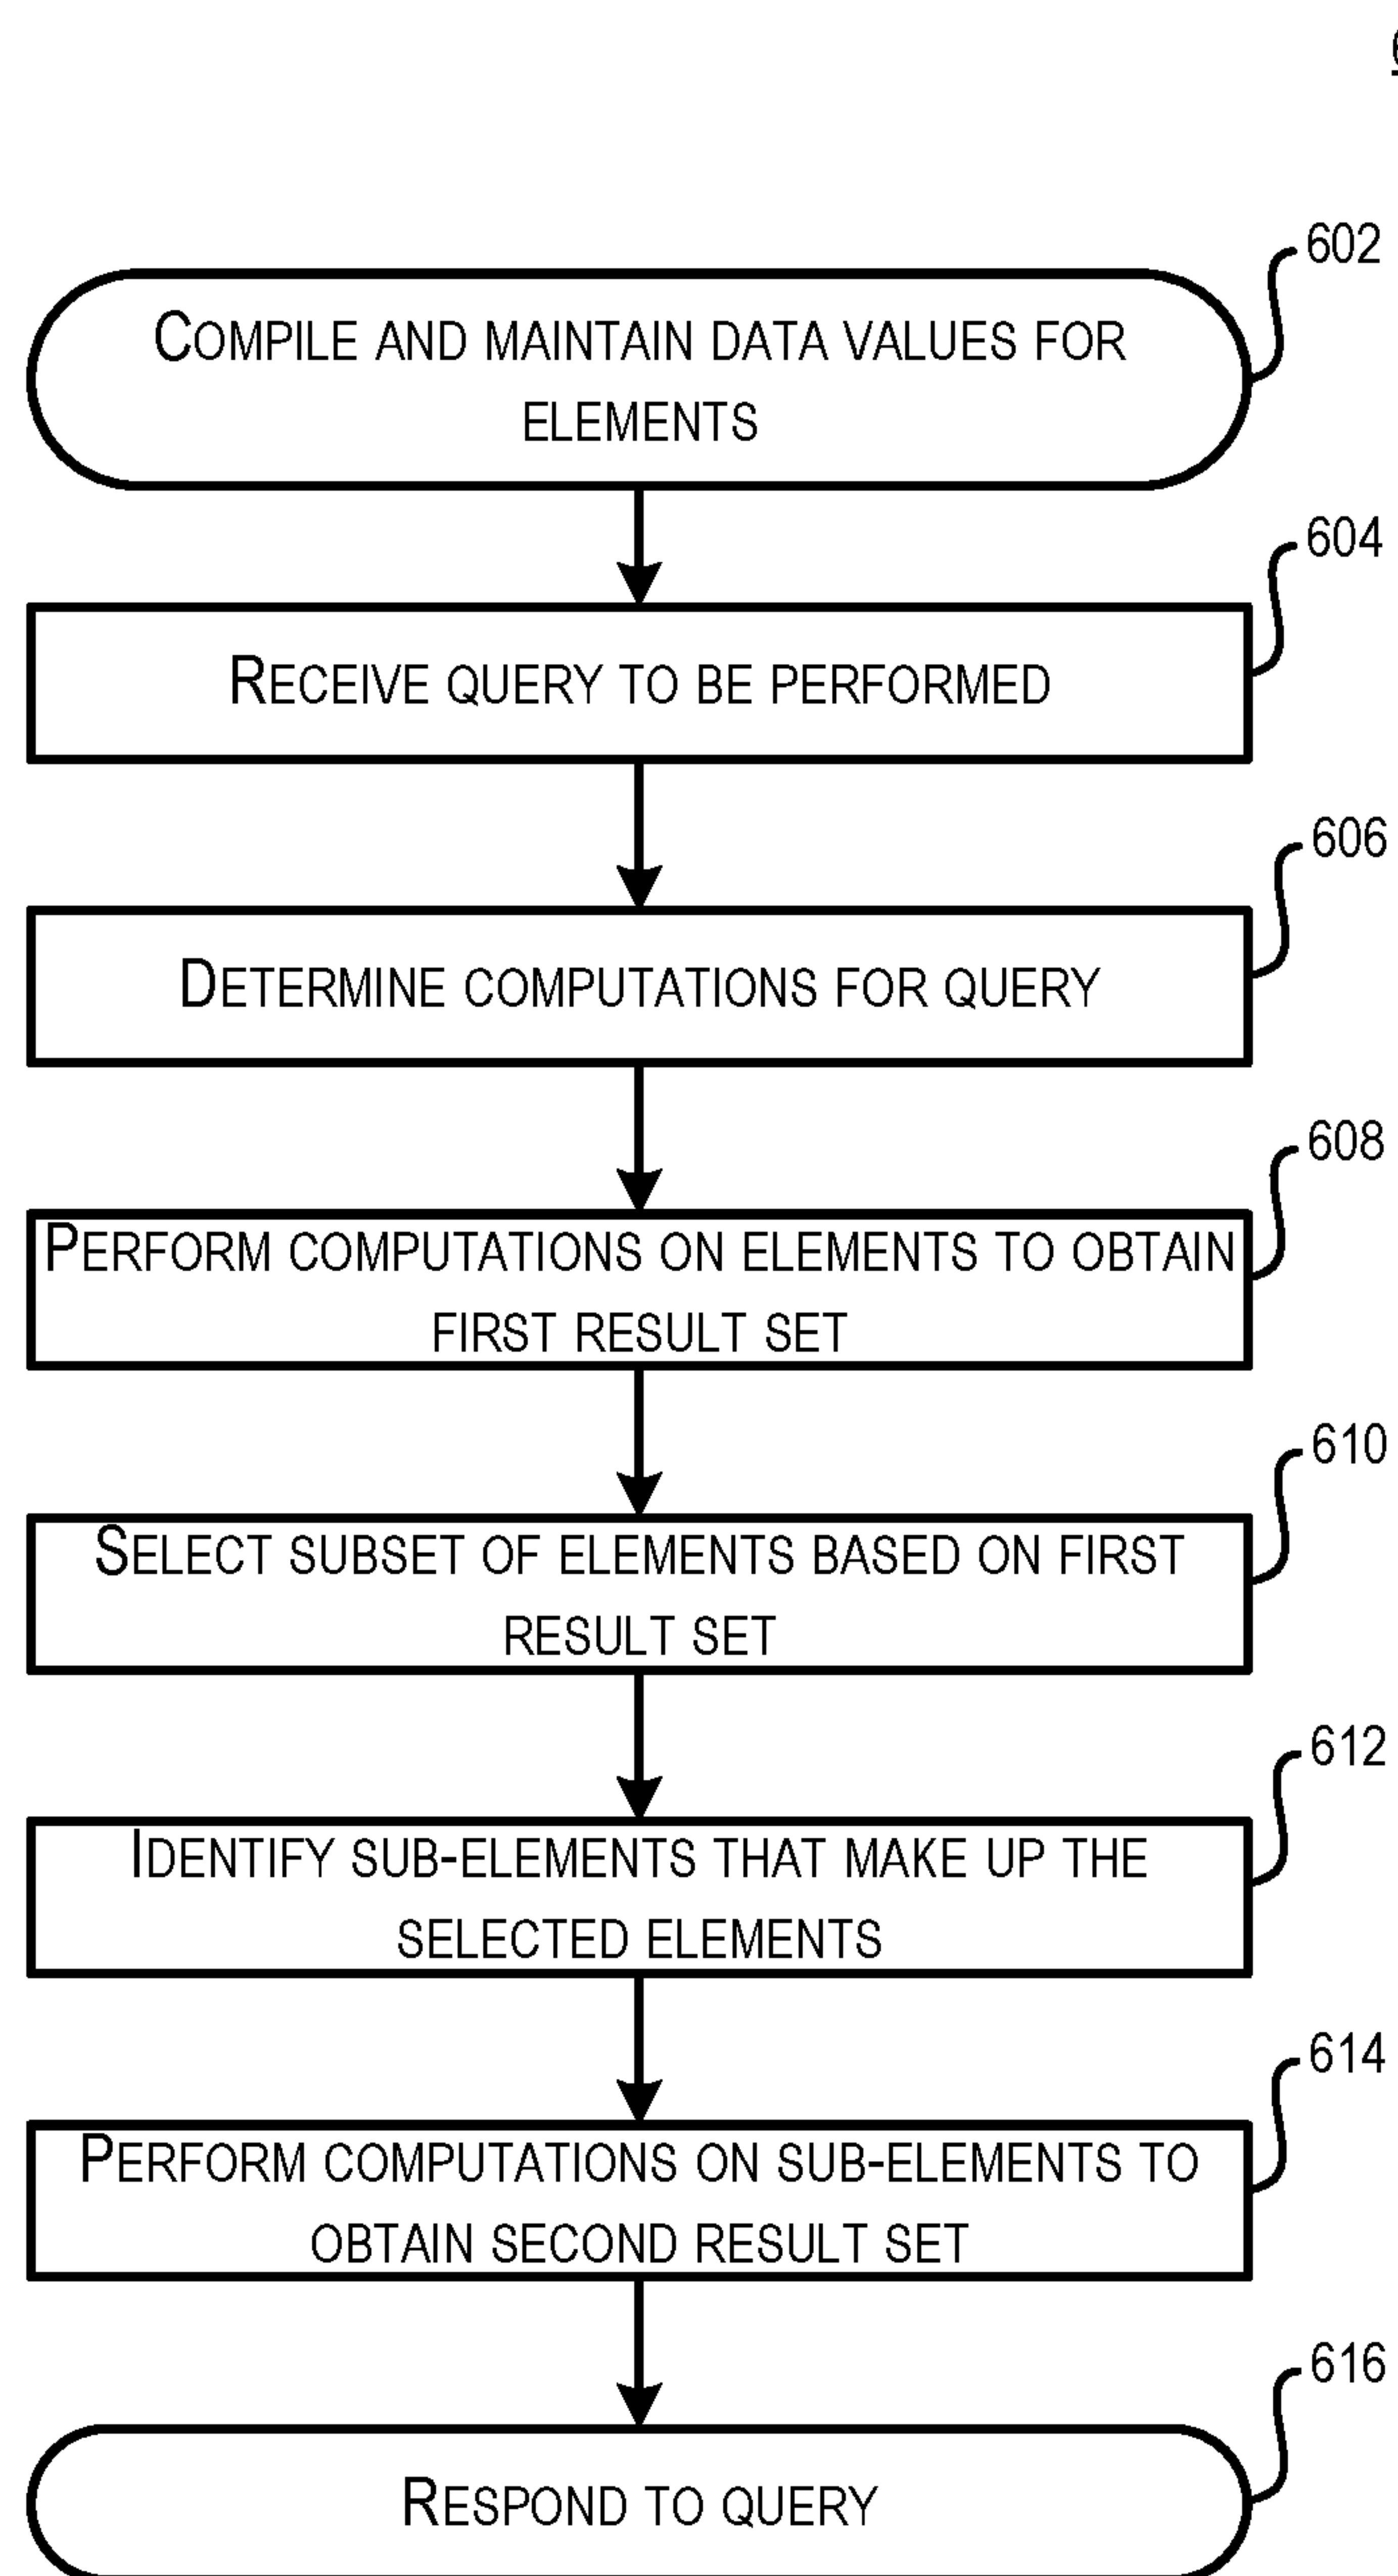 602
COMPILE AND MAINTAIN DATA VALUES FOR
ELEMENTS
604
RECEIVE QUERY TO BE PERFORMED
606
DETERMINE COMPUTATIONS FOR QUERY
608
PERFORM COMPUTATIONS ON ELEMENTS TO OBTAIN
FIRST RESULT SET
610
SELECT SUBSET OF ELEMENTS BASED ON FIRST
RESULT SET
612
IDENTIFY SUB-ELEMENTS THAT MAKE UP THE
SELECTED ELEMENTS
614
PERFORM COMPUTATIONS ON SUB-ELEMENTS TO
OBTAIN SECOND RESULT SET
616
RESPOND TO QUERY